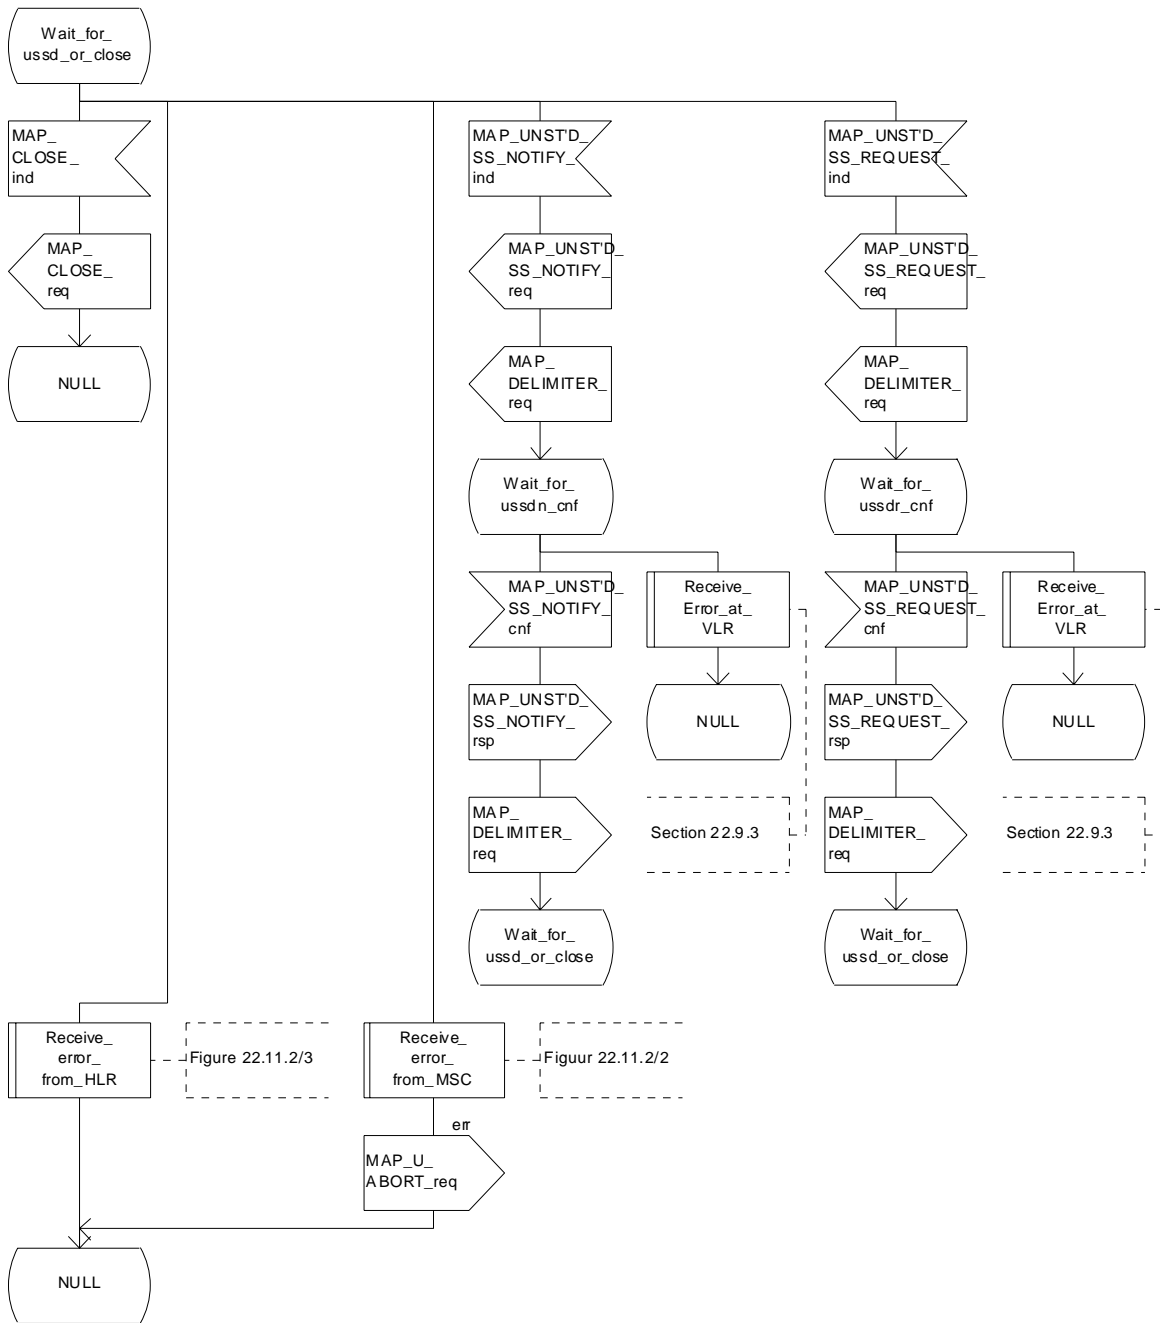 Wait_for_
ussd_or_close
MAP_
CLOSE_
ind
MAP_UNST'D_
SS_NOTIFY_
ind
MAP_UNST'D_
SS_REQUEST_
ind
MAP_
CLOSE_
req
MAP_UNST'D_
SS_NOTIFY_
req
MAP_UNST'D_
SS_REQUEST_
req
NULL
MAP_
DELIMITER_
req
MAP_
DELIMITER_
req
Wait_for_
ussdn_cnf
Wait_for_
ussdr_cnf
MAP_UNST'D_
SS_NOTIFY_
cnf
Receive_
Error_at_
VLR
MAP_UNST'D_
SS_REQUEST_
cnf
Receive_
Error_at_
VLR
MAP_UNST'D_
SS_NOTIFY_
rsp
NULL
MAP_UNST'D_
SS_REQUEST_
rsp
NULL
MAP_
DELIMITER_
req
Section 22.9.3
MAP_
DELIMITER_
req
Section 22.9.3
Wait_for_
ussd_or_close
Wait_for_
ussd_or_close
Receive_
error_
from_HLR
Figure 22.11.2/3
Receive_
error_
from_MSC
Figuur 22.11.2/2
err
MAP_U_
ABORT_req
NULL